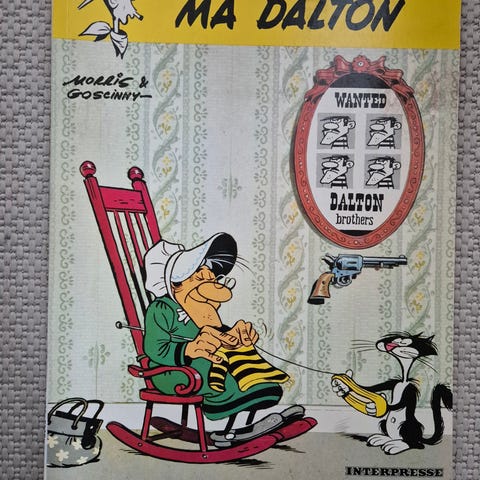 MA DALTON
MORRIS &
GOSCINNY
WANTED
DALTON
brothers
INTERPRESSE